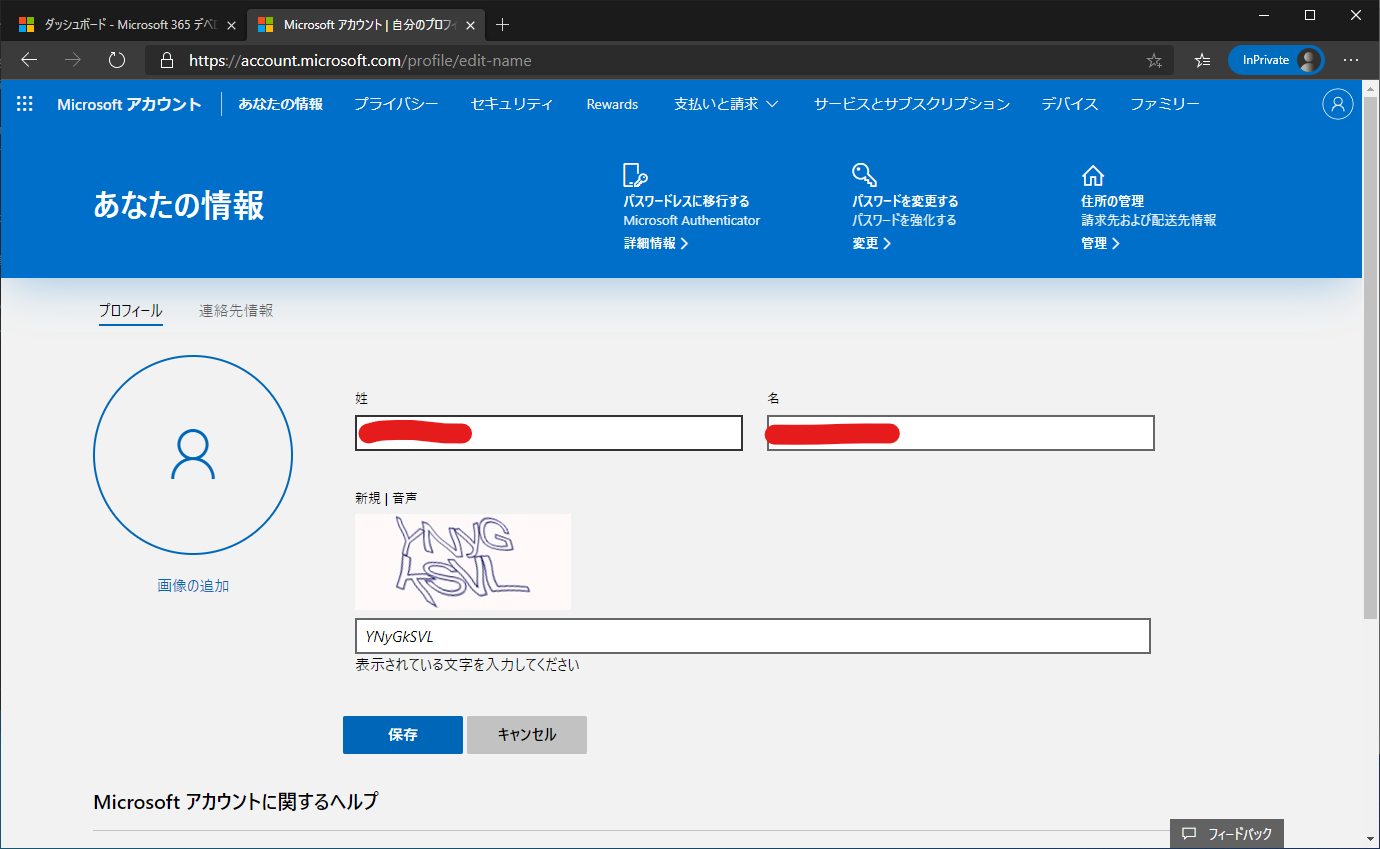 ダッシュボード - Microsoft 365 デベロ
Microsoft アカウント | 自分のプロフィ
https://account.microsoft.com/profile/edit-name
InPrivate
Microsoft アカウント
あなたの情報
プライバシー
セキュリティ
Rewards
支払いと請求
サービスとサブスクリプション
デバイス
ファミリー
あなたの情報
パスワードレスに移行する
Microsoft Authenticator
詳細情報
パスワードを変更する
パスワードを強化する
変更
住所の管理
請求先および配送先情報
管理
プロフィール
連絡先情報
画像の追加
姓
名
新規 | 音声
YNyG
kSVL
YNyGkSVL
表示されている文字を入力してください
保存
キャンセル
Microsoft アカウントに関するヘルプ
フィードバック